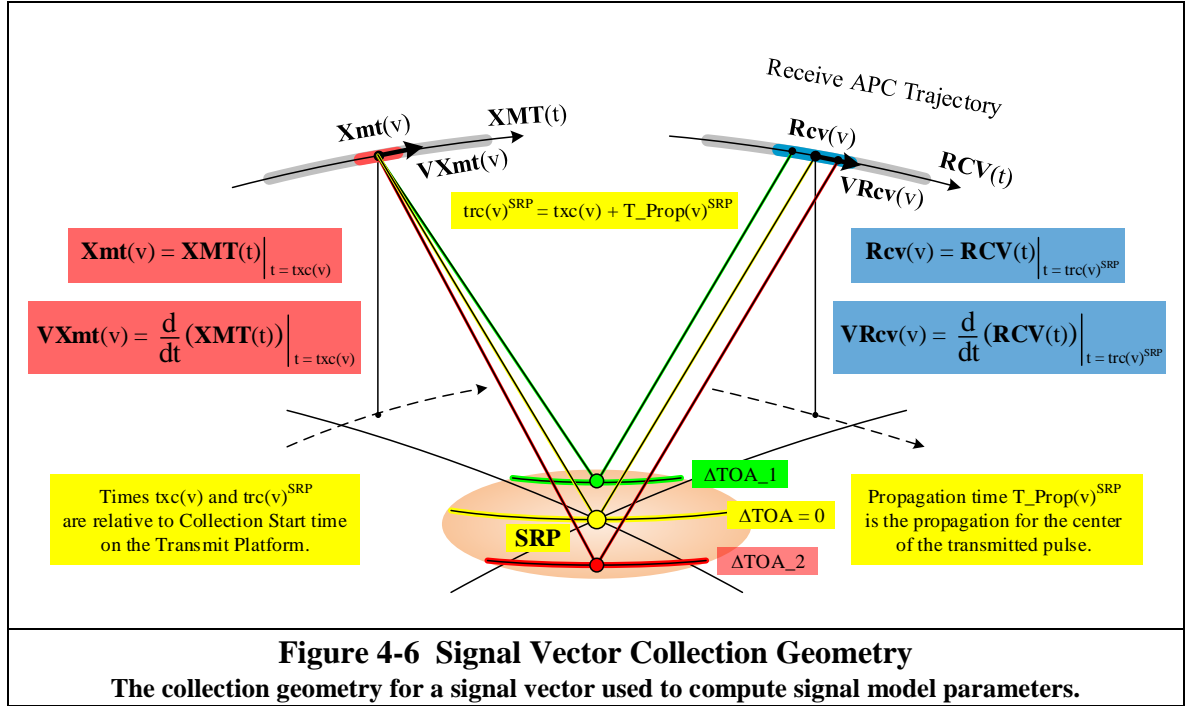 Receive APC Trajectory
Xmt(v)
XMT(t)
VXmt(v)
Rcv(v)
RCV(t)
VRcv(v)
trc(v)^SRP = txc(v) + T_Prop(v)^SRP
Xmt(v) = XMT(t)|t = txc(v)
VXmt(v) = d/dt (XMT(t))|t = txc(v)
Rcv(v) = RCV(t)|t = trc(v)^SRP
VRcv(v) = d/dt (RCV(t))|t = trc(v)^SRP
Times txc(v) and trc(v)^SRP
are relative to Collection Start time
on the Transmit Platform.
ΔTOA_1
ΔTOA = 0
SRP
ΔTOA_2
Propagation time T_Prop(v)^SRP
is the propagation for the center
of the transmitted pulse.
Figure 4-6 Signal Vector Collection Geometry
The collection geometry for a signal vector used to compute signal model parameters.